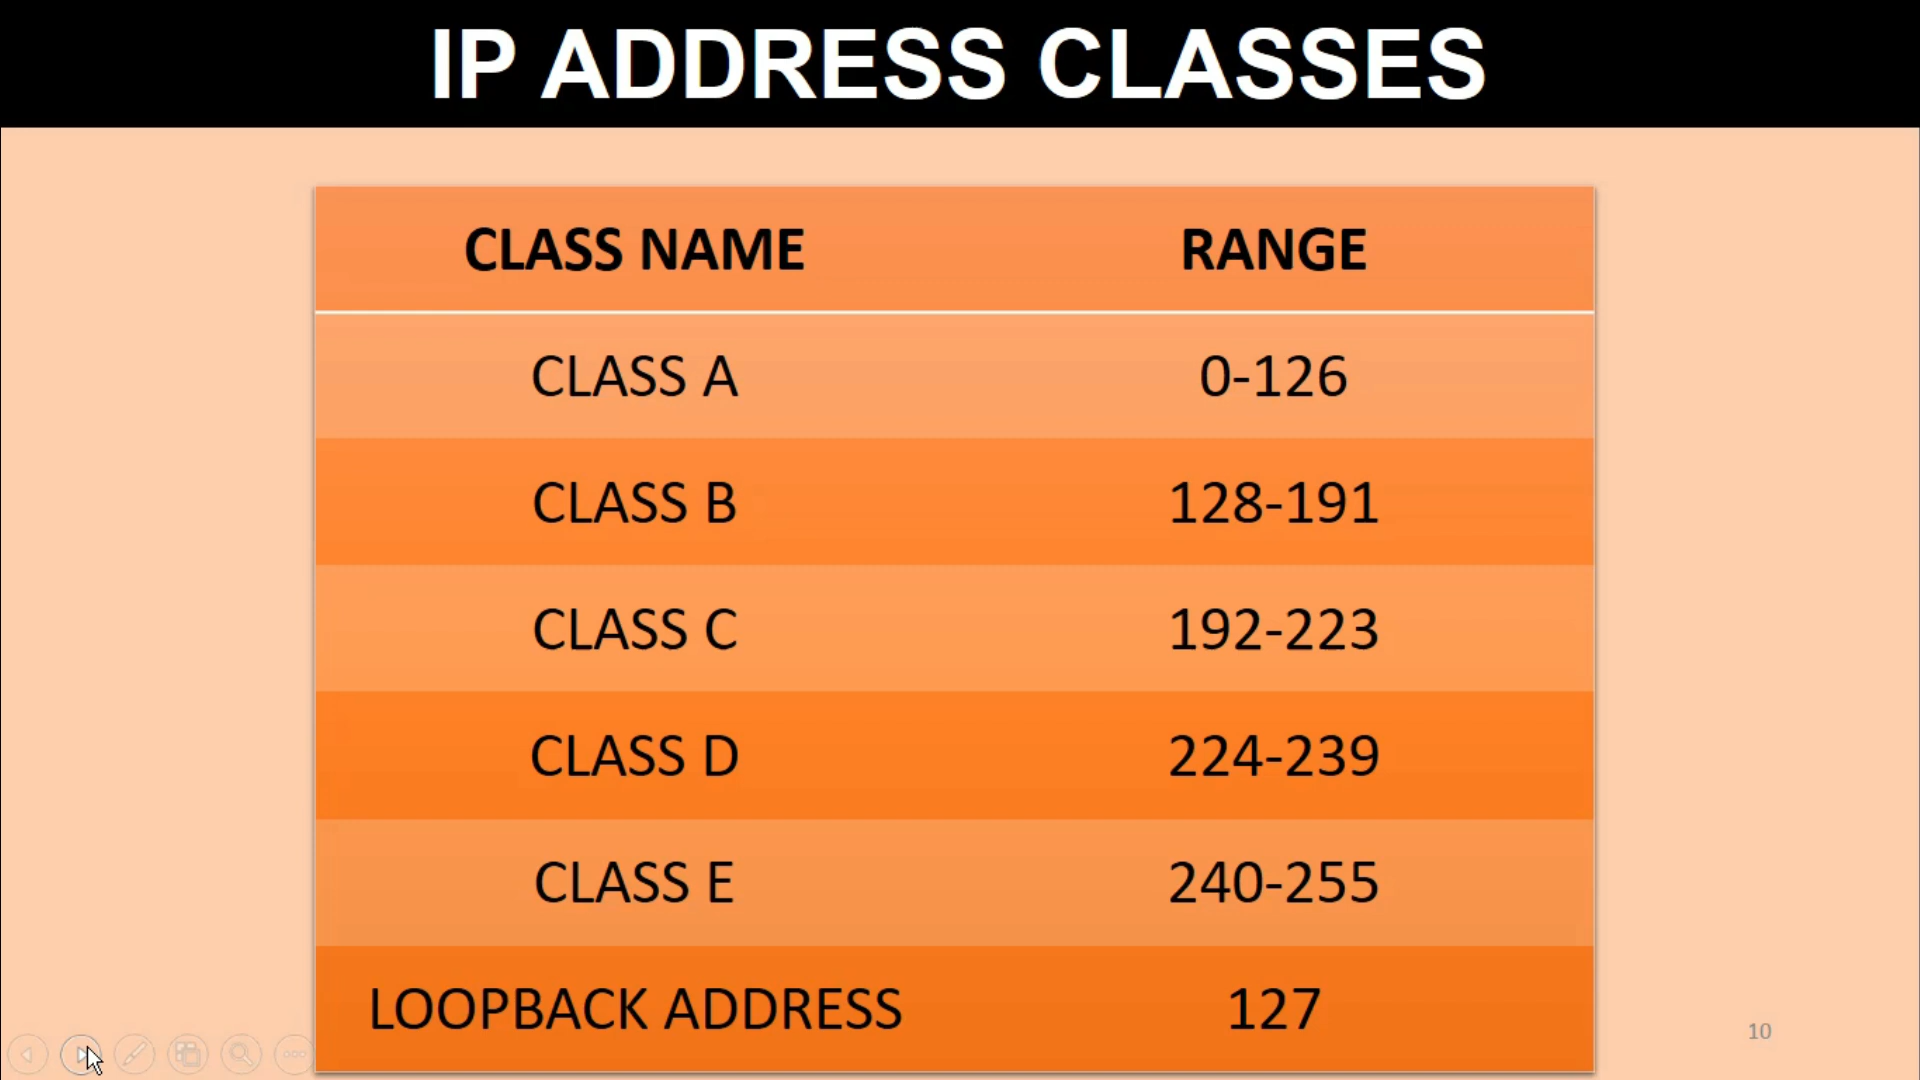 IP ADDRESS CLASSES
CLASS NAME RANGE
CLASS A 0-126
CLASS B 128-191
CLASS C 192-223
CLASS D 224-239
CLASS E 240-255
LOOPBACK ADDRESS 127
10